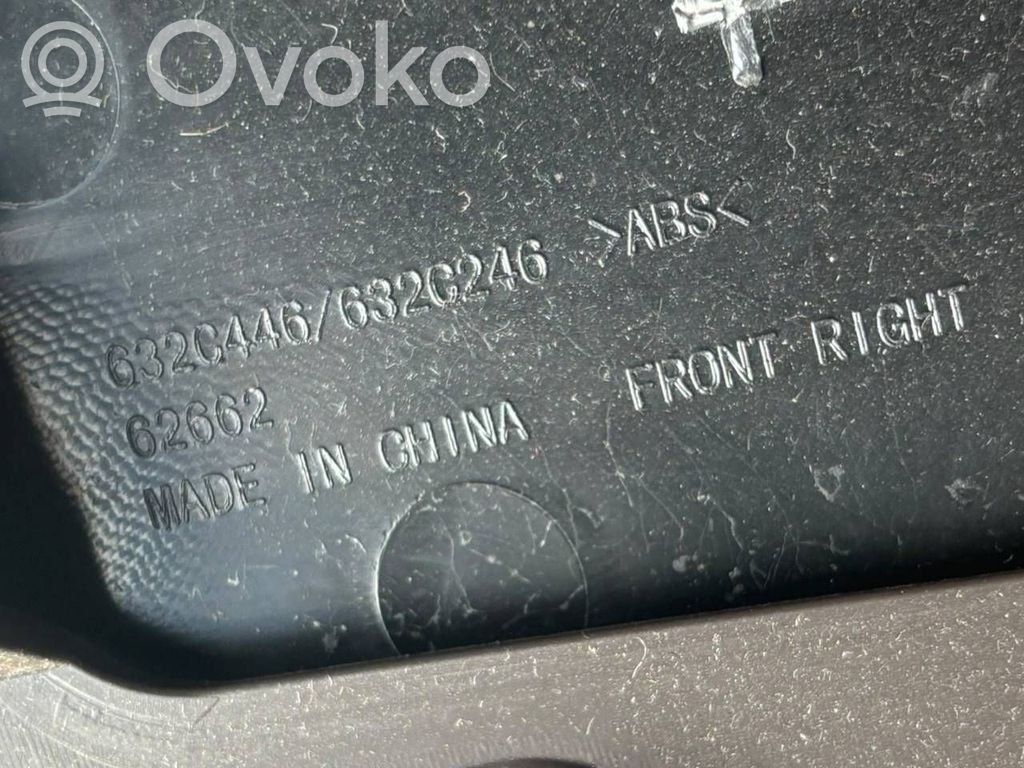 Ovoko
632C446/632C246 >ABS<
62662
MADE IN CHINA FRONT RIGHT